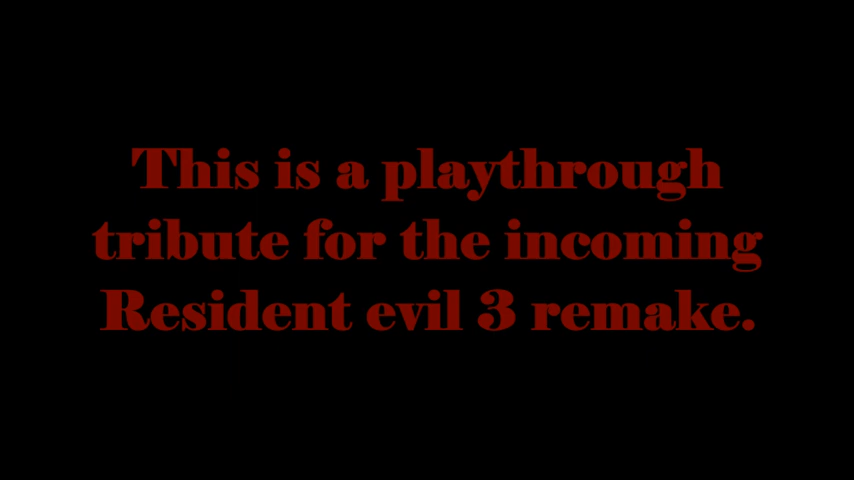 This is a playthrough
tribute for the incoming
Resident evil 3 remake.